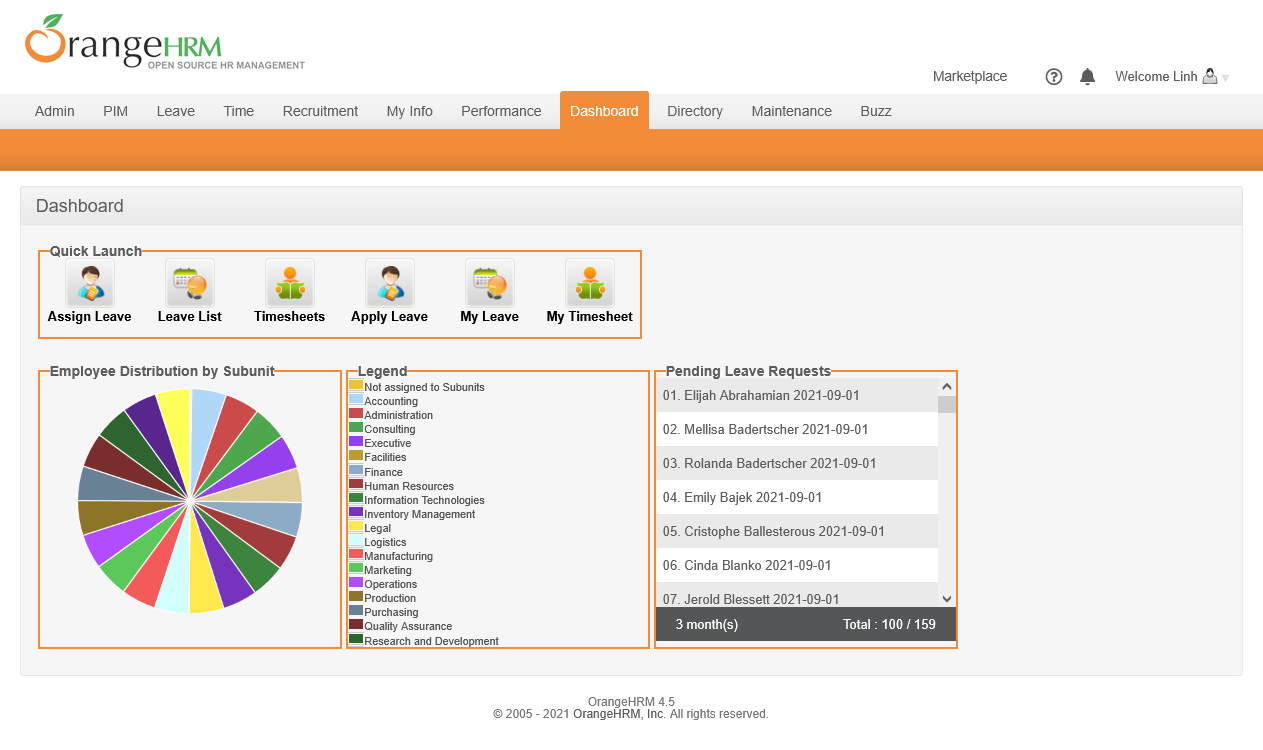 OrangeHRM
OPEN SOURCE HR MANAGEMENT
Marketplace ? Welcome Linh
Admin PIM Leave Time Recruitment My Info Performance Dashboard Directory Maintenance Buzz
Dashboard
Quick Launch
Assign Leave Leave List Timesheets Apply Leave My Leave My Timesheet
Employee Distribution by Subunit
Legend
Not assigned to Subunits
Accounting
Administration
Consulting
Executive
Facilities
Finance
Human Resources
Information Technologies
Inventory Management
Legal
Logistics
Manufacturing
Marketing
Operations
Production
Purchasing
Quality Assurance
Research and Development
Pending Leave Requests
01. Elijah Abrahamian 2021-09-01
02. Mellisa Badertscher 2021-09-01
03. Rolanda Badertscher 2021-09-01
04. Emily Bajek 2021-09-01
05. Cristophe Ballesterous 2021-09-01
06. Cinda Blanko 2021-09-01
07. Jerold Blessett 2021-09-01
3 month(s) Total : 100 / 159
OrangeHRM 4.5
© 2005 - 2021 OrangeHRM, Inc. All rights reserved.